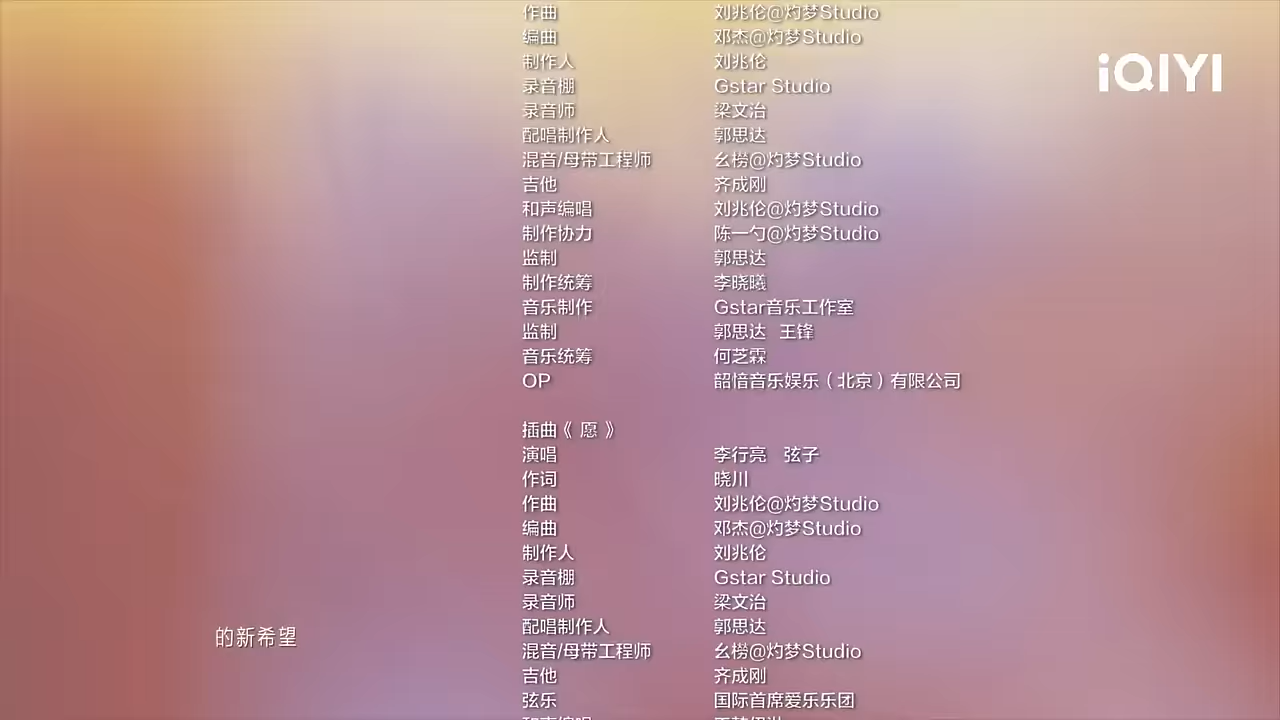 作曲 刘兆伦@灼梦Studio
编曲 邓杰@灼梦Studio
制作人 刘兆伦
录音棚 Gstar Studio
录音师 梁文治
配唱制作人 郭思达
混音/母带工程师 幺楞@灼梦Studio
吉他 齐成刚
和声编唱 刘兆伦@灼梦Studio
制作协力 陈一勺@灼梦Studio
监制 郭思达
制作统筹 李晓曦
音乐制作 Gstar音乐工作室
监制 郭思达 王锋
音乐统筹 何芝霖
OP 韶愔音乐娱乐（北京）有限公司
插曲《 愿 》
演唱 李行亮 弦子
作词 晓川
作曲 刘兆伦@灼梦Studio
编曲 邓杰@灼梦Studio
制作人 刘兆伦
录音棚 Gstar Studio
录音师 梁文治
配唱制作人 郭思达
混音/母带工程师 幺楞@灼梦Studio
吉他 齐成刚
弦乐 国际首席爱乐乐团
iQIYI
的新希望